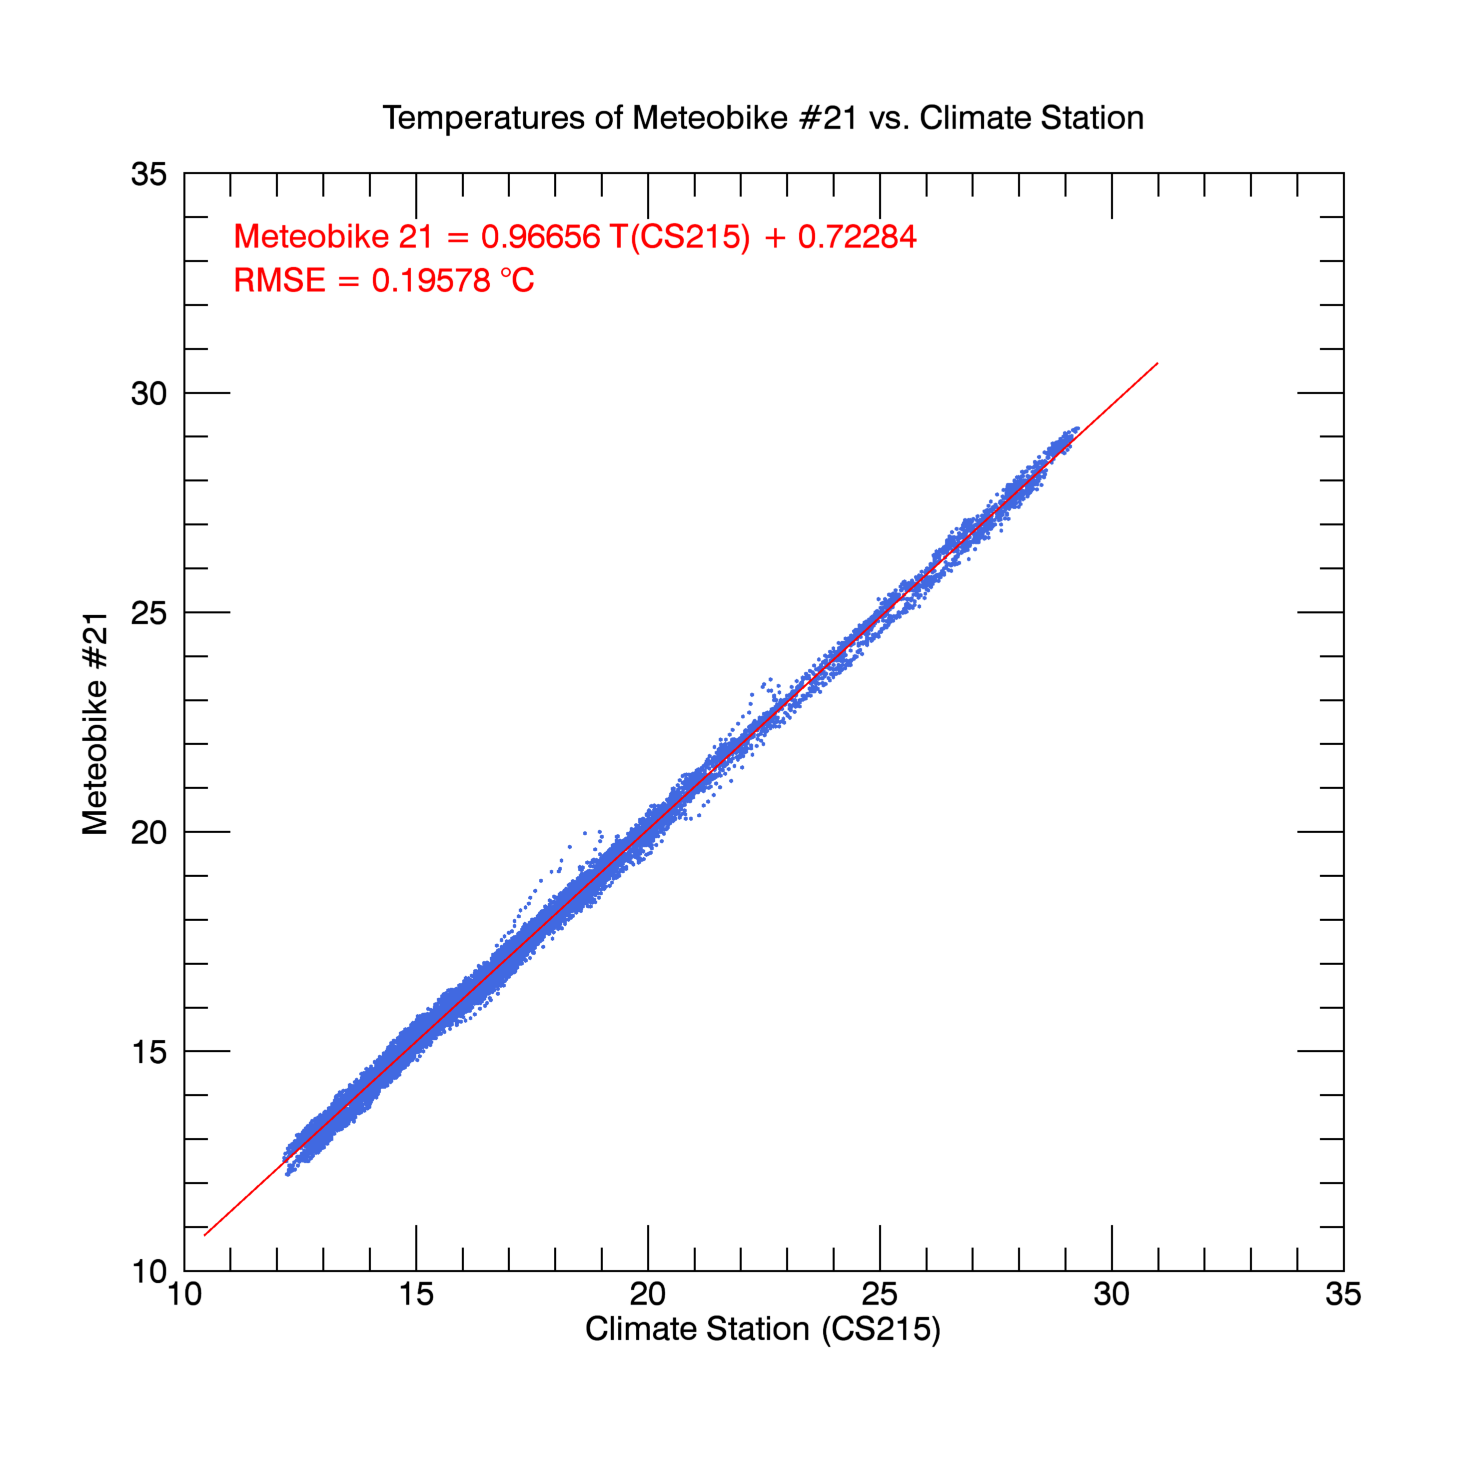 Temperatures of Meteobike #21 vs. Climate Station
Meteobike 21 = 0.96656 T(CS215) + 0.72284
RMSE = 0.19578 °C
35
30
25
20
15
10
Meteobike #21
10 15 20 25 30 35
Climate Station (CS215)